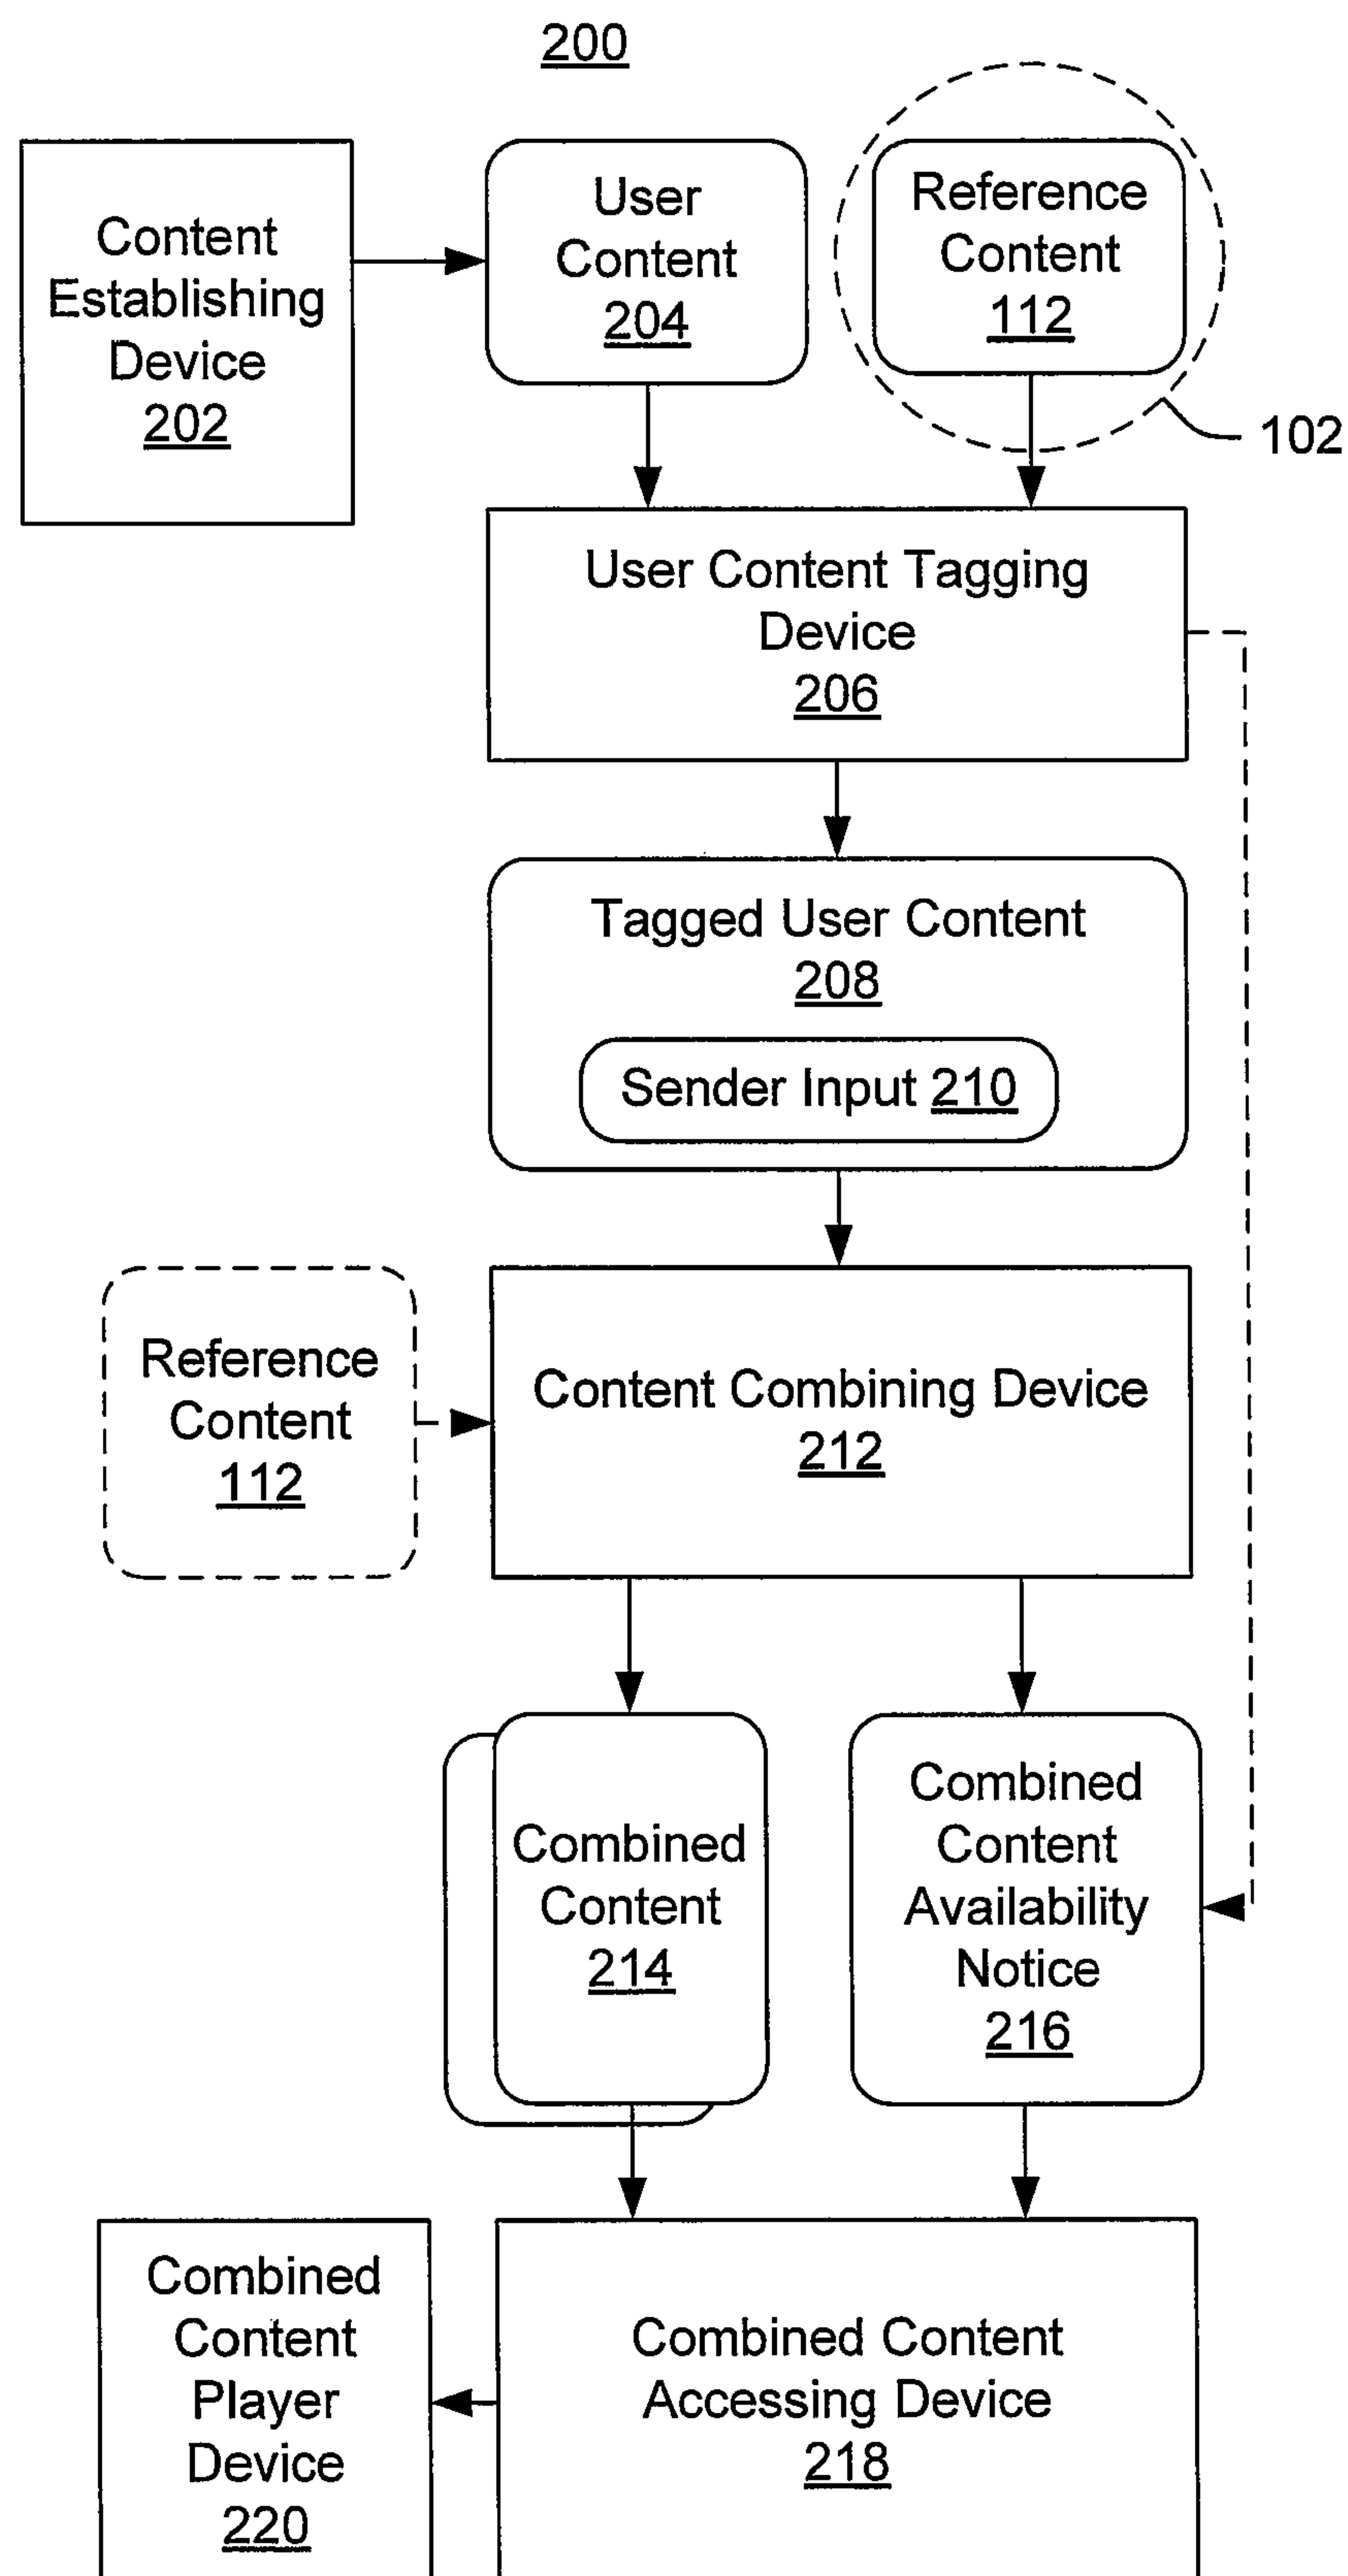 200
Content
Establishing
Device
202
User
Content
204
Reference
Content
112
102
User Content Tagging
Device
206
Tagged User Content
208
Sender Input 210
Reference
Content
112
Content Combining Device
212
Combined
Content
214
Combined
Content
Availability
Notice
216
Combined
Content
Player
Device
220
Combined Content
Accessing Device
218